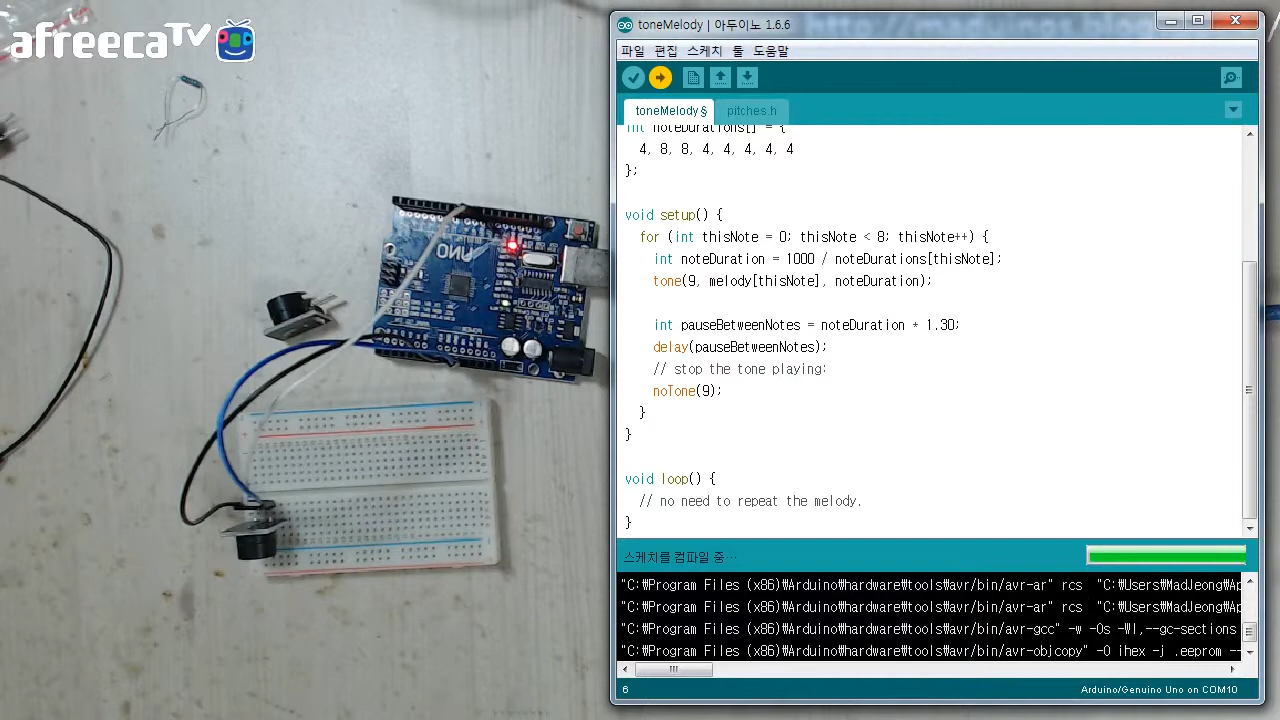 afreecaTV
toneMelody | 아두이노 1.6.6
파일 편집 스케치 툴 도움말
toneMelody§
pitches.h
int noteDurations[] = {
4, 8, 8, 4, 4, 4, 4, 4
};
void setup() {
for (int thisNote = 0; thisNote < 8; thisNote++) {
int noteDuration = 1000 / noteDurations[thisNote];
tone(9, melody[thisNote], noteDuration);
int pauseBetweenNotes = noteDuration * 1.30;
delay(pauseBetweenNotes);
// stop the tone playing:
noTone(9);
}
}
void loop() {
// no need to repeat the melody.
}
스케치를 컴파일 중…
"C:₩Program Files (x86)₩Arduino₩hardware₩tools₩avr/bin/avr-ar" rcs "C:₩Users₩MadJeong₩Ap
"C:₩Program Files (x86)₩Arduino₩hardware₩tools₩avr/bin/avr-ar" rcs "C:₩Users₩MadJeong₩Ap
"C:₩Program Files (x86)₩Arduino₩hardware₩tools₩avr/bin/avr-gcc" -w -Os -Wl,--gc-sections
"C:₩Program Files (x86)₩Arduino₩hardware₩tools₩avr/bin/avr-objcopy" -O ihex -j .eeprom --
6
Arduino/Genuino Uno on COM10
UNO